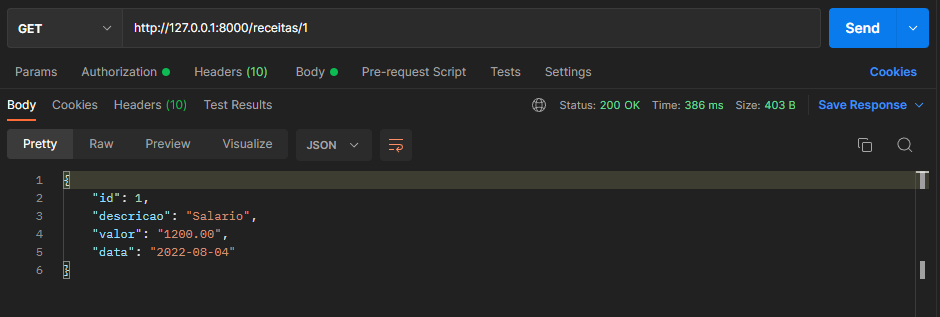 GET http://127.0.0.1:8000/receitas/1 Send
Params Authorization Headers (10) Body Pre-request Script Tests Settings Cookies
Body Cookies Headers (10) Test Results Status: 200 OK Time: 386 ms Size: 403 B Save Response
Pretty Raw Preview Visualize JSON
1 {
2 "id": 1,
3 "descricao": "Salario",
4 "valor": "1200.00",
5 "data": "2022-08-04"
6 }